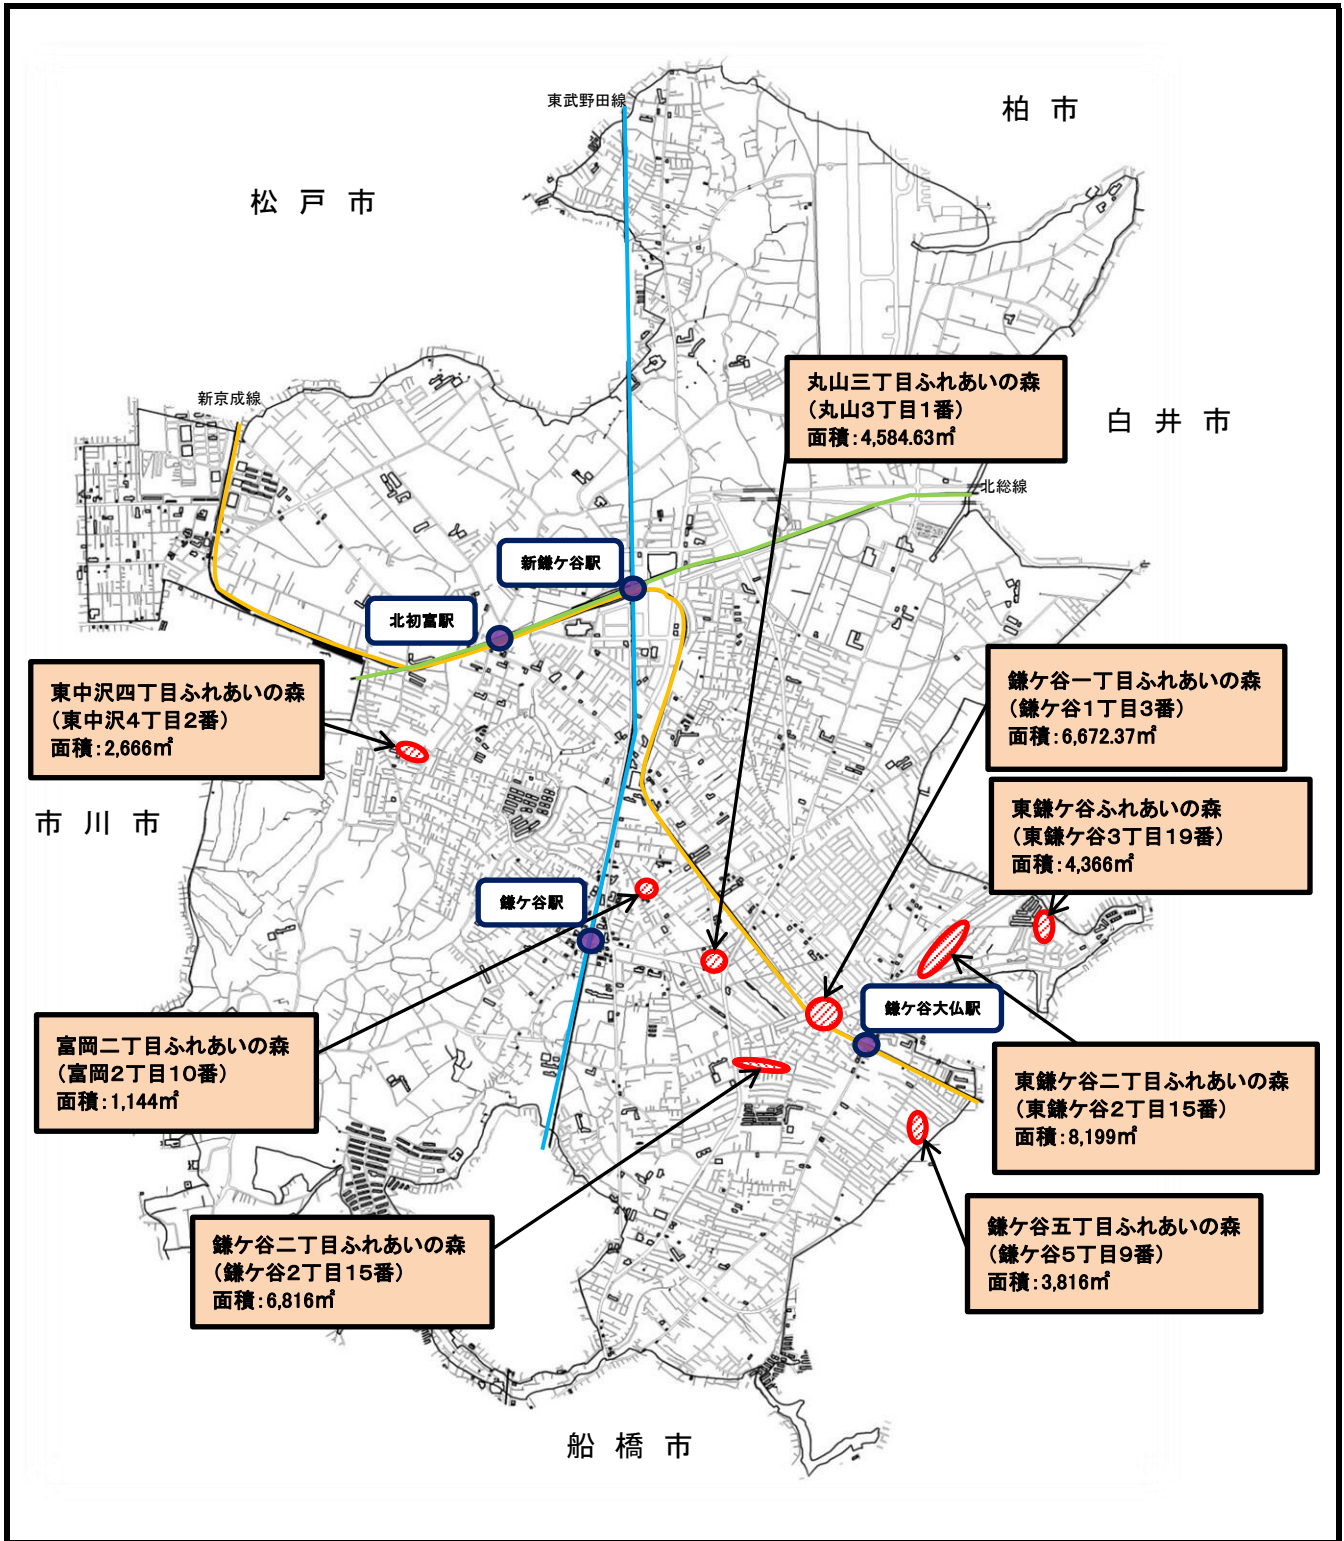 東武野田線
柏 市
松 戸 市
丸山三丁目ふれあいの森
（丸山３丁目１番）
面積：4,584.63㎡
新京成線
白 井 市
北総線
新鎌ケ谷駅
北初富駅
東中沢四丁目ふれあいの森
（東中沢４丁目２番）
面積：2,666㎡
鎌ケ谷一丁目ふれあいの森
（鎌ケ谷１丁目３番）
面積：6,672.37㎡
市 川 市
東鎌ケ谷ふれあいの森
（東鎌ケ谷３丁目１９番）
面積：4,366㎡
鎌ケ谷駅
鎌ケ谷大仏駅
富岡二丁目ふれあいの森
（富岡２丁目１０番）
面積：1,144㎡
東鎌ケ谷二丁目ふれあいの森
（東鎌ケ谷２丁目１５番）
面積：8,199㎡
鎌ケ谷二丁目ふれあいの森
（鎌ケ谷２丁目１５番）
面積：6,816㎡
鎌ケ谷五丁目ふれあいの森
（鎌ケ谷５丁目９番）
面積：3,816㎡
船 橋 市